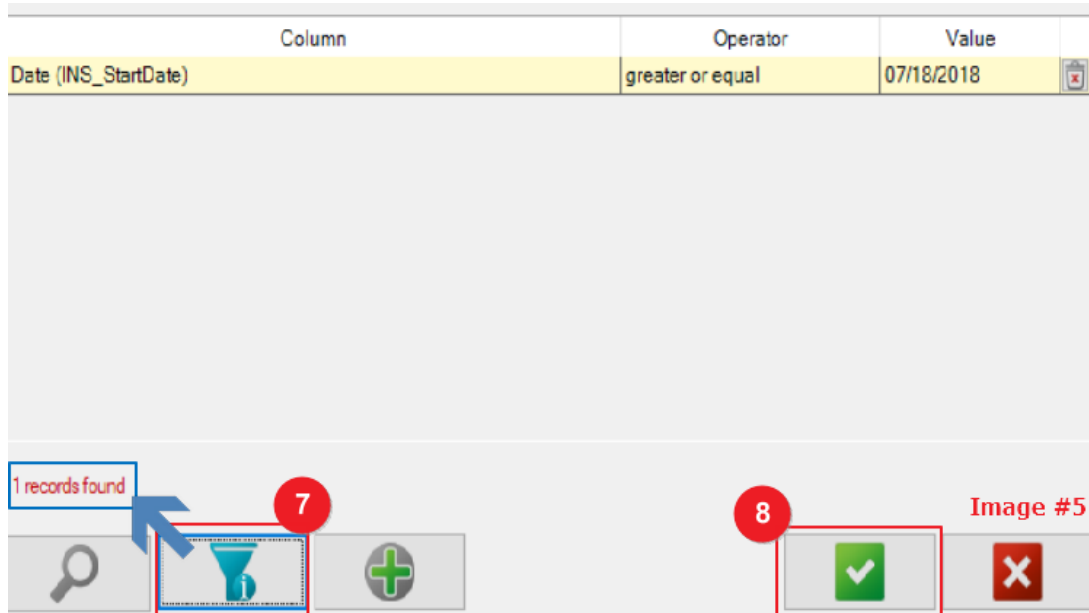 Column Operator Value
Date (INS_StartDate) greater or equal 07/18/2018
1 records found
7
8
Image #5